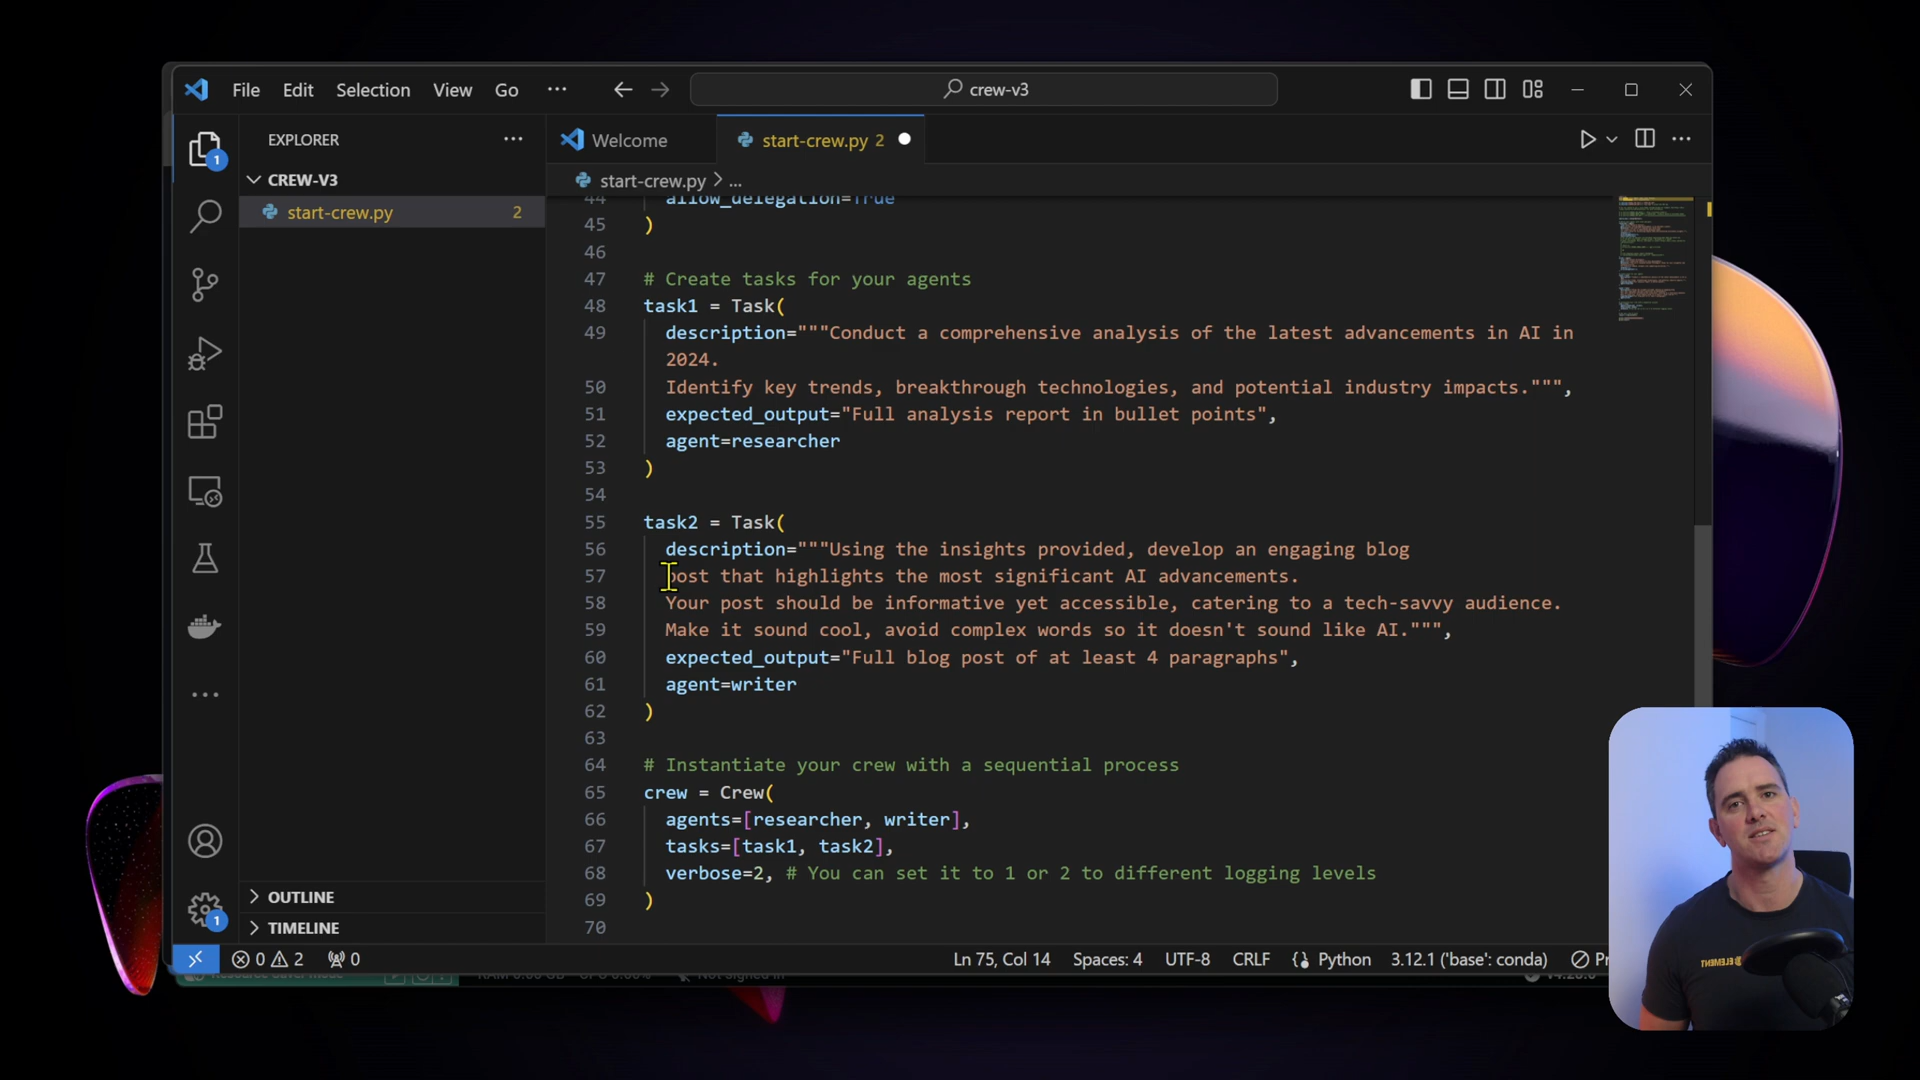 File Edit Selection View Go ··· crew-v3
EXPLORER ···
Welcome
start-crew.py 2
CREW-V3
start-crew.py > ...
start-crew.py 2
1
44 allow_delegation=True
45 )
46
47 # Create tasks for your agents
48 task1 = Task(
49 description="""Conduct a comprehensive analysis of the latest advancements in AI in
2024.
50 Identify key trends, breakthrough technologies, and potential industry impacts.""",
51 expected_output="Full analysis report in bullet points",
52 agent=researcher
53 )
54
55 task2 = Task(
56 description="""Using the insights provided, develop an engaging blog
57 post that highlights the most significant AI advancements.
58 Your post should be informative yet accessible, catering to a tech-savvy audience.
59 Make it sound cool, avoid complex words so it doesn't sound like AI.""",
60 expected_output="Full blog post of at least 4 paragraphs",
61 agent=writer
62 )
63
64 # Instantiate your crew with a sequential process
65 crew = Crew(
66 agents=[researcher, writer],
67 tasks=[task1, task2],
68 verbose=2, # You can set it to 1 or 2 to different logging levels
69 )
70
OUTLINE
TIMELINE
1
0 2 0 Ln 75, Col 14 Spaces: 4 UTF-8 CRLF Python 3.12.1 ('base': conda)
Not signed in
ELEMENT